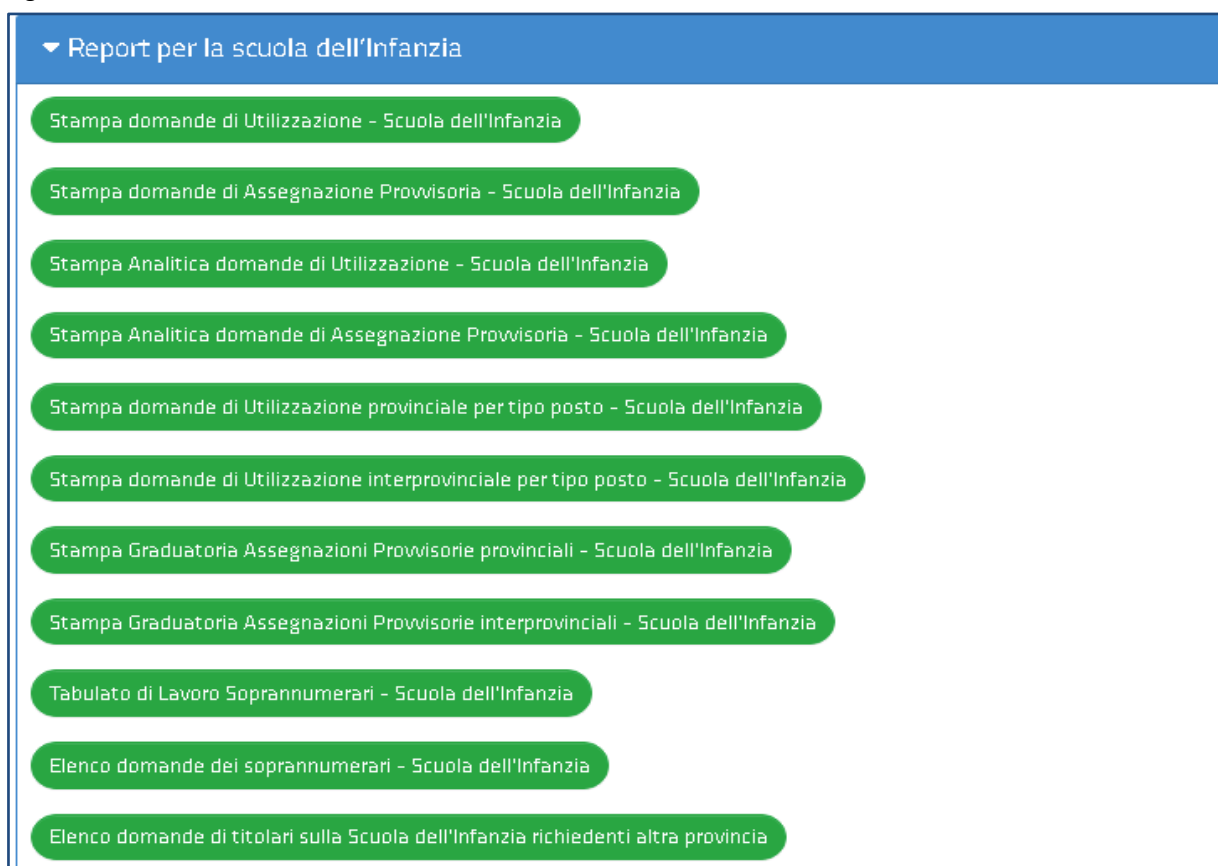 Report per la scuola dell'Infanzia
Stampa domande di Utilizzazione - Scuola dell'Infanzia
Stampa domande di Assegnazione Provvisoria - Scuola dell'Infanzia
Stampa Analitica domande di Utilizzazione - Scuola dell'Infanzia
Stampa Analitica domande di Assegnazione Provvisoria - Scuola dell'Infanzia
Stampa domande di Utilizzazione provinciale per tipo posto - Scuola dell'Infanzia
Stampa domande di Utilizzazione interprovinciale per tipo posto - Scuola dell'Infanzia
Stampa Graduatoria Assegnazioni Provvisorie provinciali - Scuola dell'Infanzia
Stampa Graduatoria Assegnazioni Provvisorie interprovinciali - Scuola dell'Infanzia
Tabulato di Lavoro Soprannumerari - Scuola dell'Infanzia
Elenco domande dei soprannumerari - Scuola dell'Infanzia
Elenco domande di titolari sulla Scuola dell'Infanzia richiedenti altra provincia